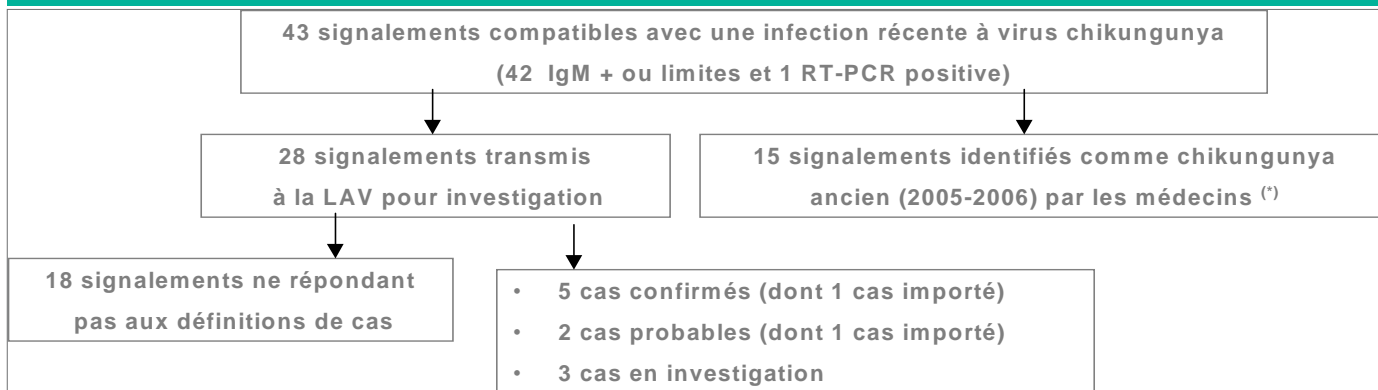 43 signalements compatibles avec une infection récente à virus chikungunya
(42 IgM + ou limites et 1 RT-PCR positive)
28 signalements transmis
à la LAV pour investigation
15 signalements identifiés comme chikungunya
ancien (2005-2006) par les médecins (*)
18 signalements ne répondant
pas aux définitions de cas
• 5 cas confirmés (dont 1 cas importé)
• 2 cas probables (dont 1 cas importé)
• 3 cas en investigation